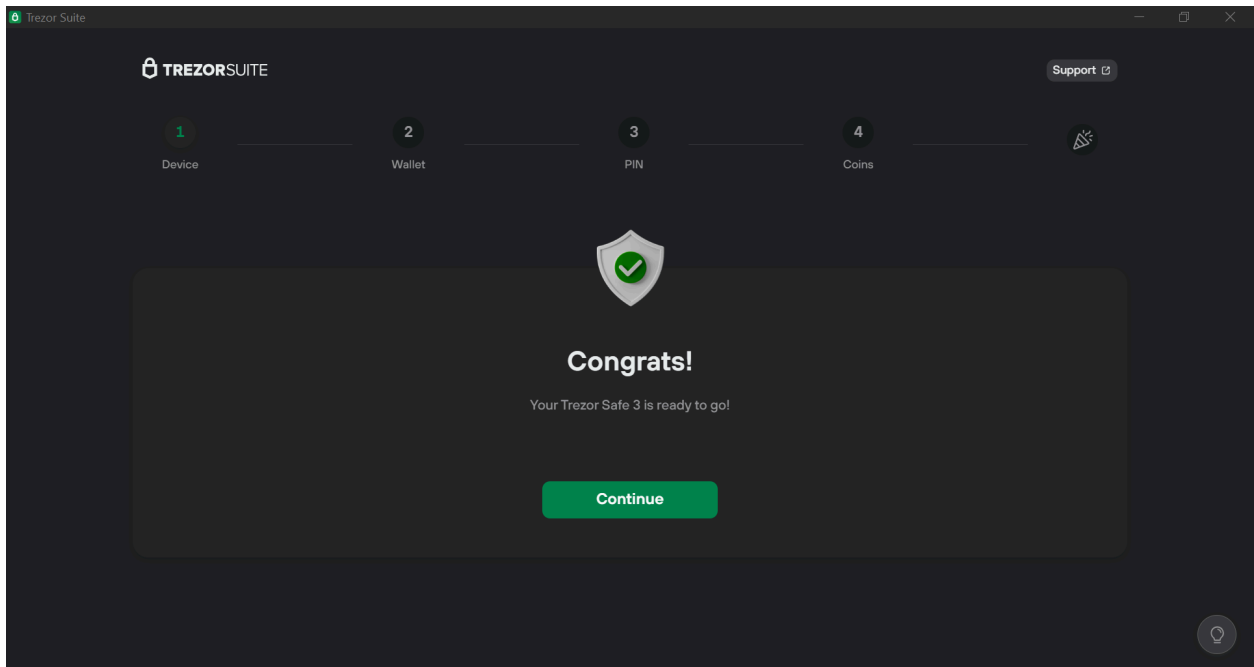 Trezor Suite
TREZORSUITE
Support
1
2
3
4
Device
Wallet
PIN
Coins
Congrats!
Your Trezor Safe 3 is ready to go!
Continue